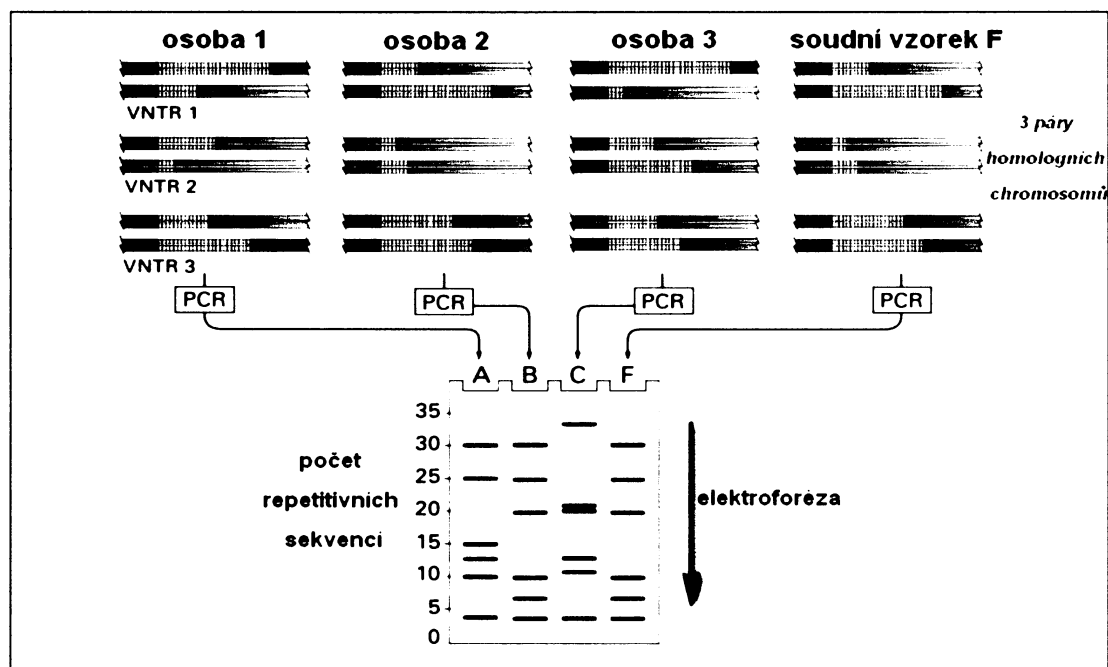 osoba 1
osoba 2
osoba 3
soudní vzorek F
VNTR 1
VNTR 2
VNTR 3
3 páry
homologních
chromosomů
PCR
PCR
PCR
PCR
A B C F
35
30
25
20
15
10
5
0
počet
repetitivních
sekvencí
elektroforéza